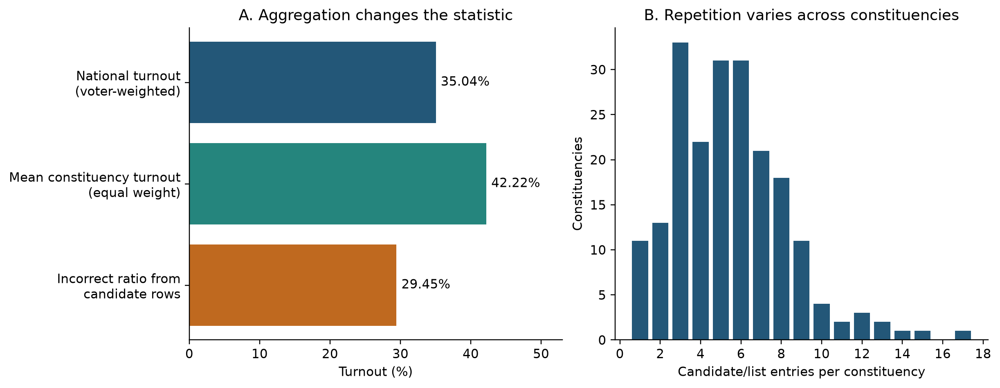 A. Aggregation changes the statistic
National turnout
(voter-weighted)
35.04%
Mean constituency turnout
(equal weight)
42.22%
Incorrect ratio from
candidate rows
29.45%
0 10 20 30 40 50
Turnout (%)
B. Repetition varies across constituencies
Constituencies
30
25
20
15
10
5
0
0 2 4 6 8 10 12 14 16 18
Candidate/list entries per constituency